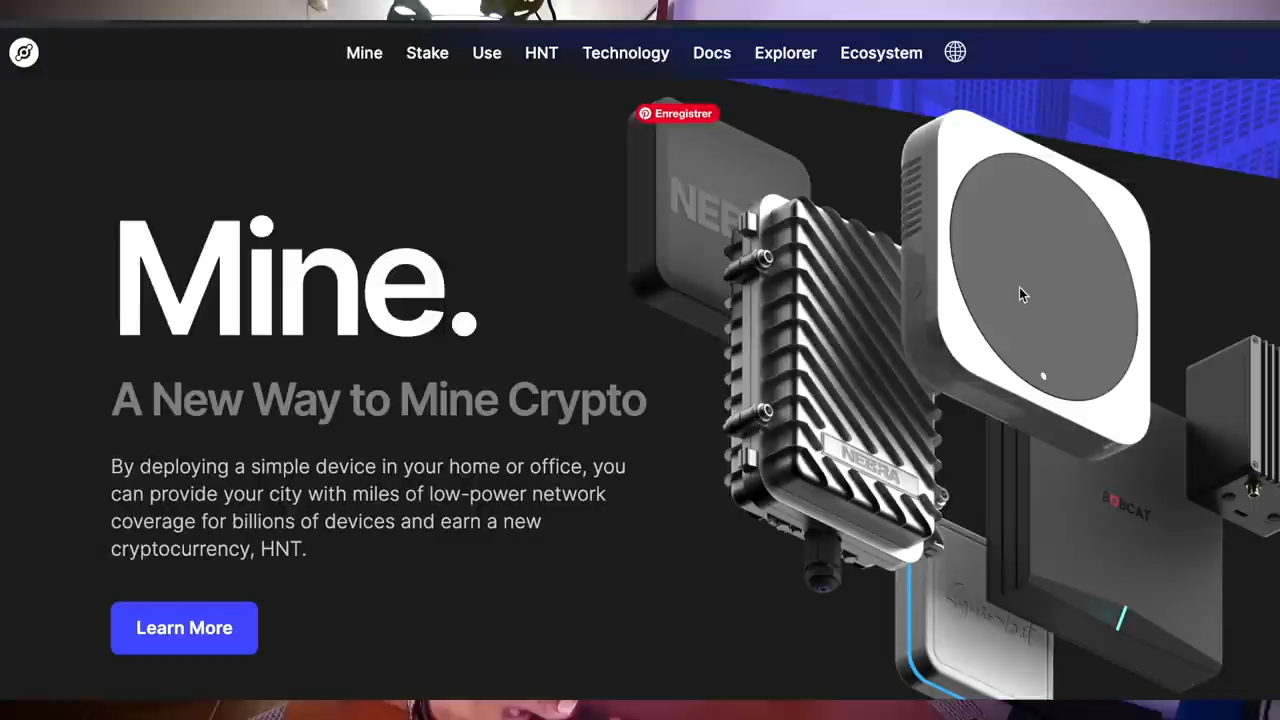 Mine Stake Use HNT Technology Docs Explorer Ecosystem
Enregistrer
Mine.
A New Way to Mine Crypto
By deploying a simple device in your home or office, you
can provide your city with miles of low-power network
coverage for billions of devices and earn a new
cryptocurrency, HNT.
Learn More
NEBRA
BOBCAT